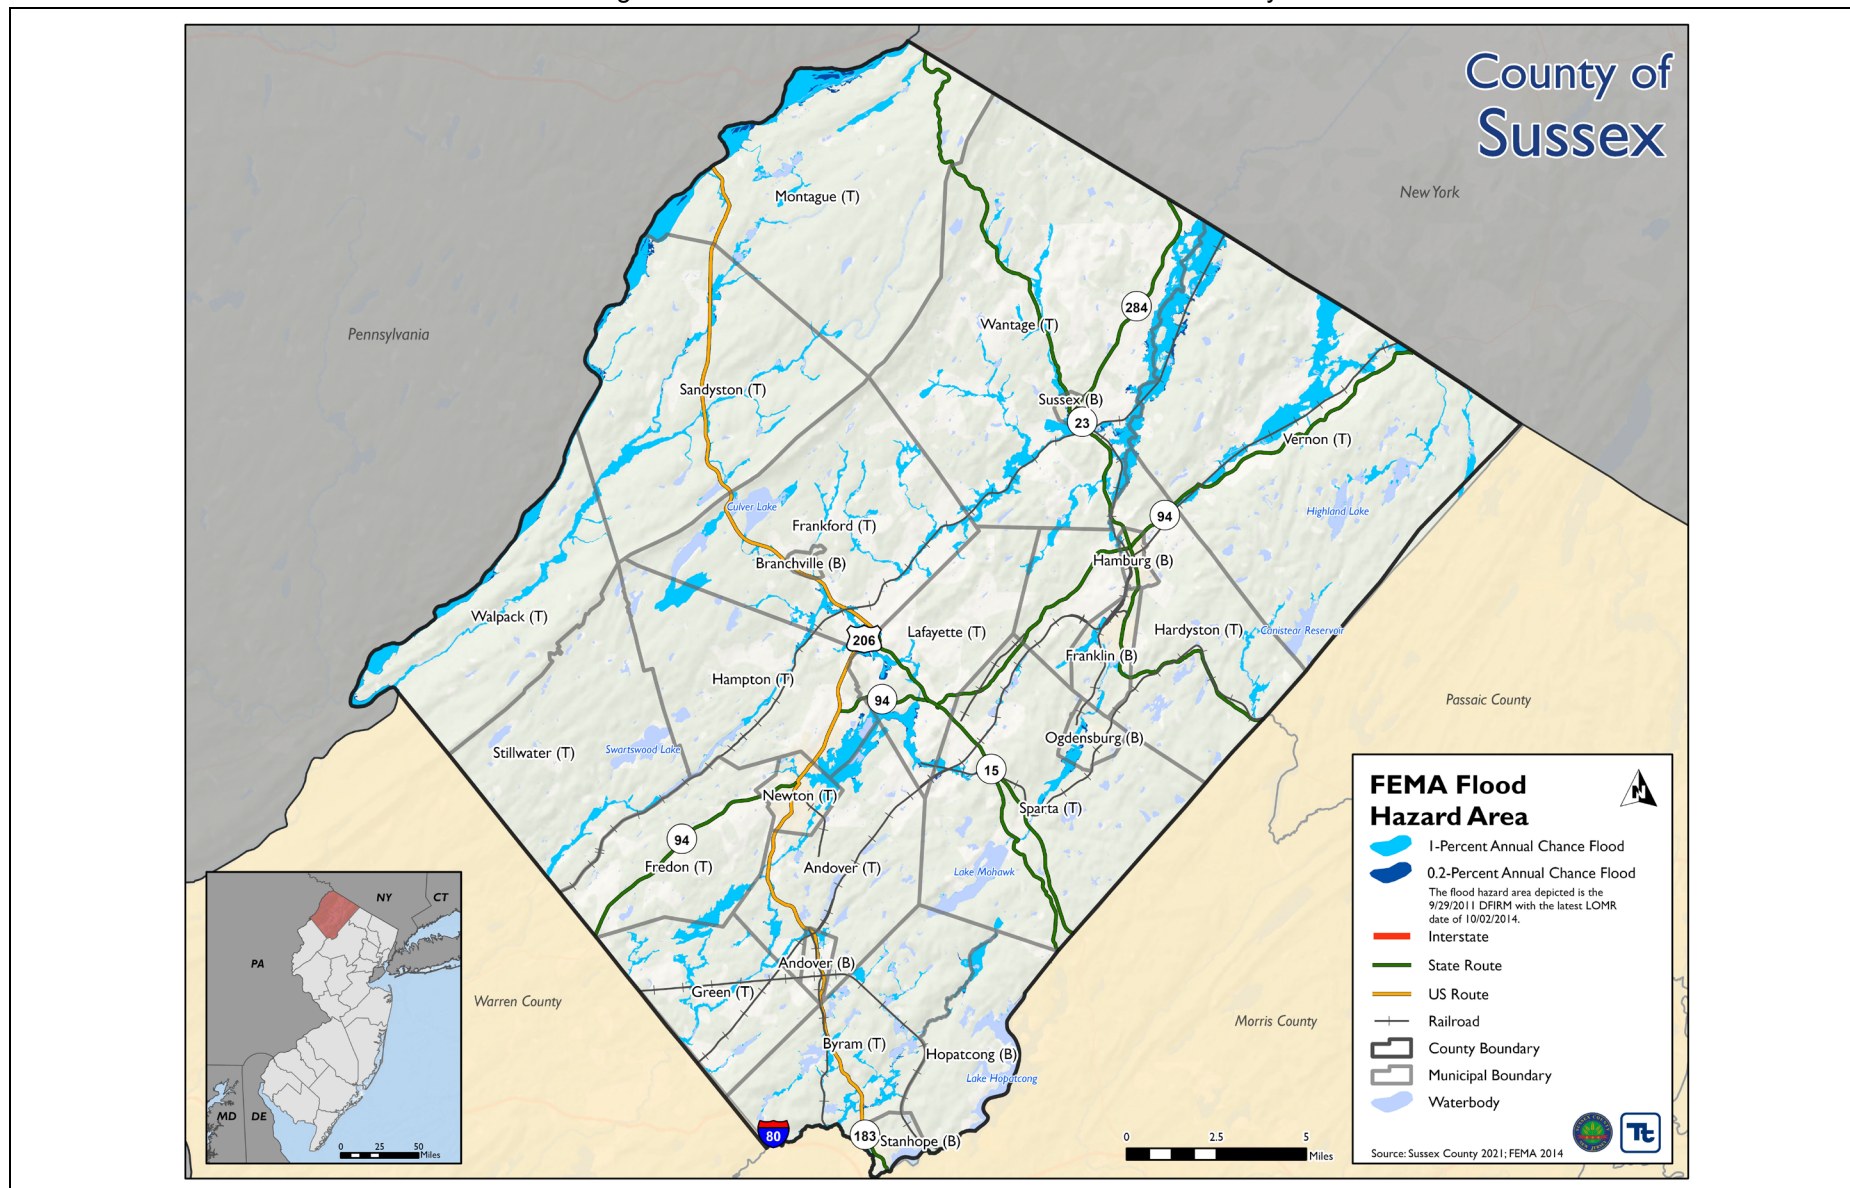 County of
Sussex
New York
Pennsylvania
Montague (T)
284
Wantage (T)
Sandyston (T)
Sussex (B)
23
Vernon (T)
Culver Lake
Highland Lake
94
Frankford (T)
Branchville (B)
Hamburg (B)
Walpack (T)
206
Lafayette (T)
Hardyston (T)
Canistear Reservoir
Franklin (B)
Hampton (T)
94
Passaic County
Stillwater (T)
Swartswood Lake
Ogdensburg (B)
15
Newton (T)
Sparta (T)
94
Fredon (T)
Andover (T)
Lake Mohawk
Andover (B)
Green (T)
Warren County
Morris County
Byram (T)
Hopatcong (B)
Lake Hopatcong
80
183
Stanhope (B)
0 2.5 5
Miles
NY
CT
PA
MD
DE
0 25 50
Miles
FEMA Flood
Hazard Area
N
1-Percent Annual Chance Flood
0.2-Percent Annual Chance Flood
The flood hazard area depicted is the
9/29/2011 DFIRM with the latest LOMR
date of 10/02/2014.
Interstate
State Route
US Route
Railroad
County Boundary
Municipal Boundary
Waterbody
Tt
Source: Sussex County 2021; FEMA 2014